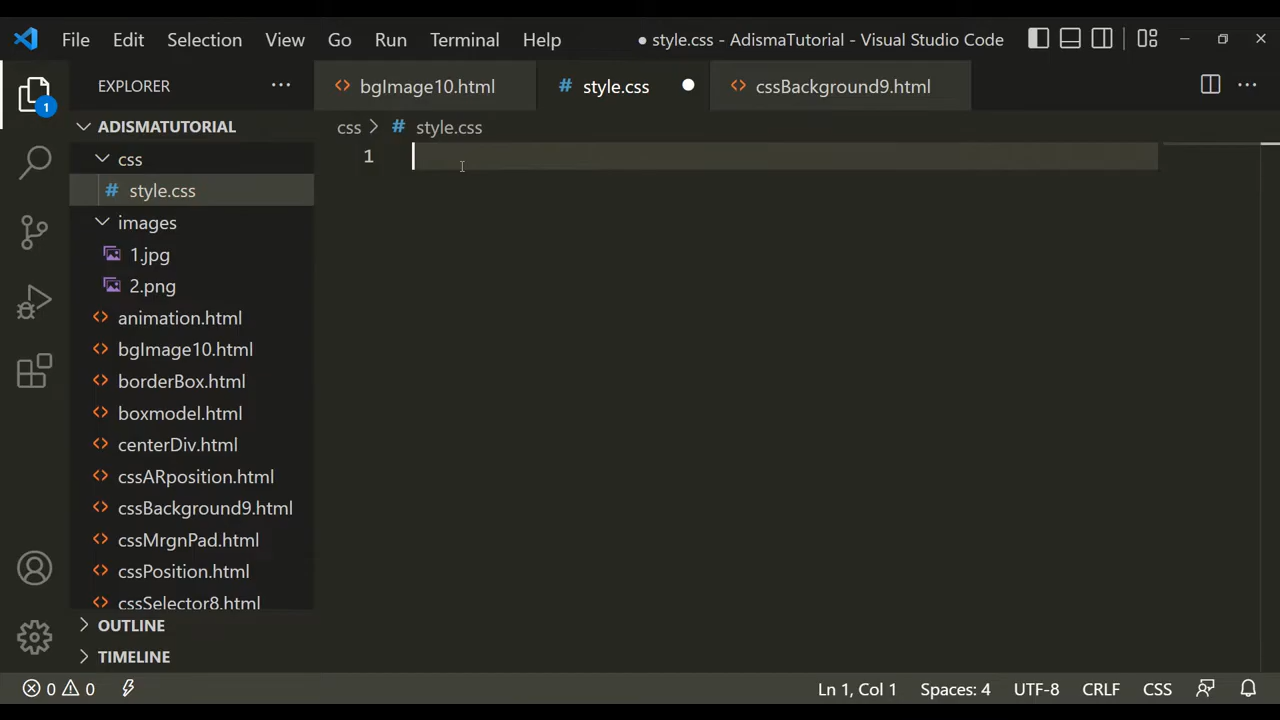 File Edit Selection View Go Run Terminal Help ● style.css - AdismaTutorial - Visual Studio Code
EXPLORER ···
bgImage10.html # style.css ● cssBackground9.html ···
1
ADISMATUTORIAL
css > # style.css
css
1
# style.css
images
1.jpg
2.png
animation.html
bgImage10.html
borderBox.html
boxmodel.html
centerDiv.html
cssARposition.html
cssBackground9.html
cssMrgnPad.html
cssPosition.html
cssSelector8.html
OUTLINE
TIMELINE
0 0 Ln 1, Col 1 Spaces: 4 UTF-8 CRLF CSS